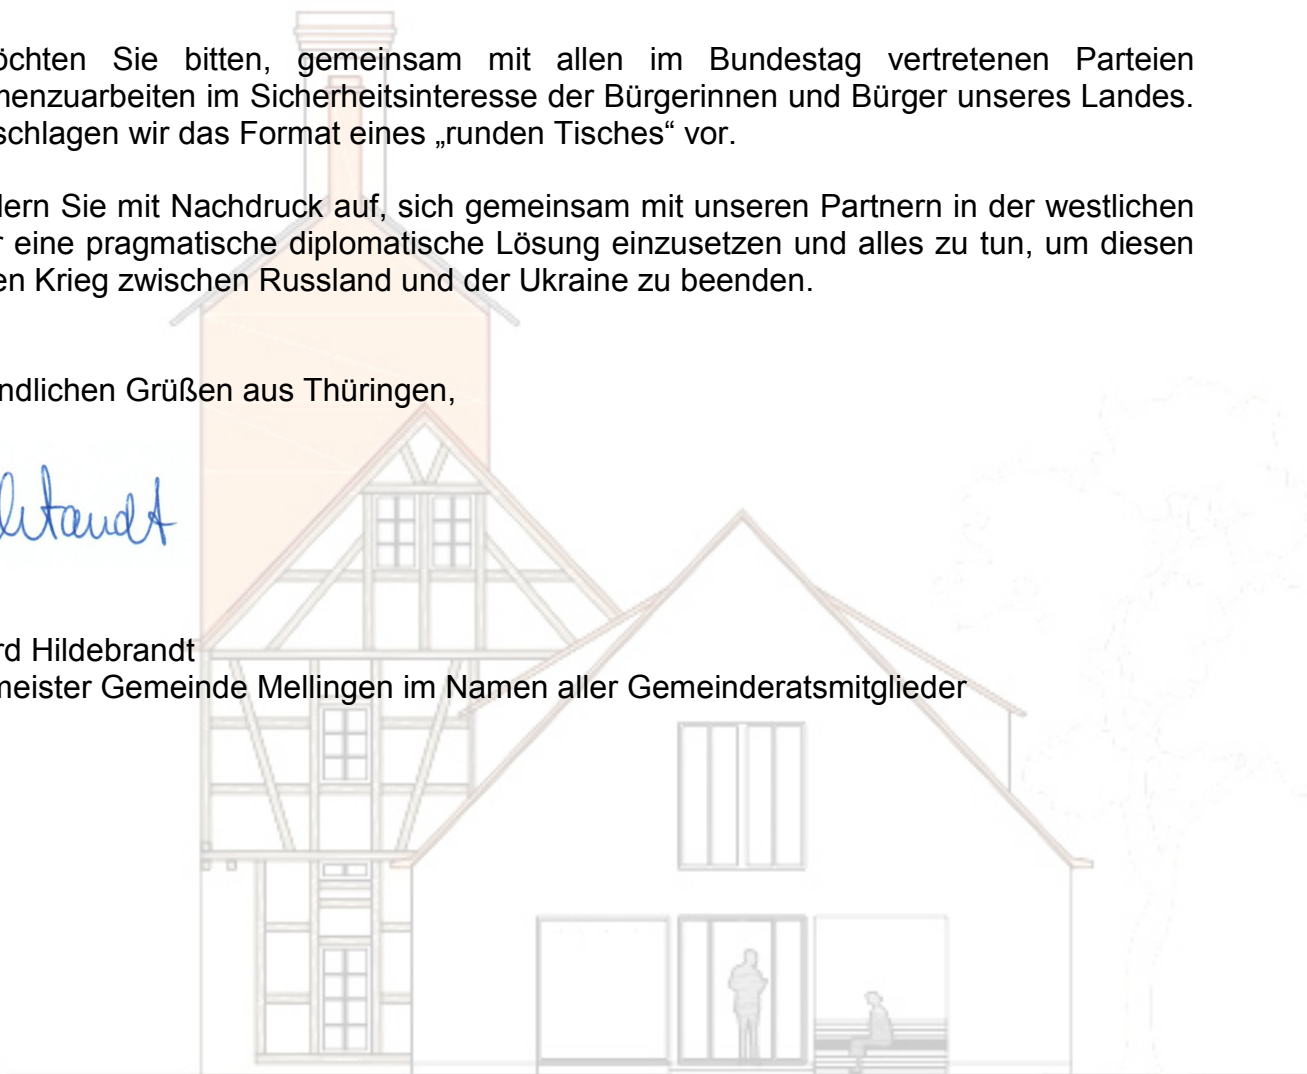 öchten Sie bitten, gemeinsam mit allen im Bundestag vertretenen Parteien
menzuarbeiten im Sicherheitsinteresse der Bürgerinnen und Bürger unseres Landes.
schlagen wir das Format eines „runden Tisches“ vor.
dern Sie mit Nachdruck auf, sich gemeinsam mit unseren Partnern in der westlichen
r eine pragmatische diplomatische Lösung einzusetzen und alles zu tun, um diesen
en Krieg zwischen Russland und der Ukraine zu beenden.
ndlichen Grüßen aus Thüringen,
rd Hildebrandt
meister Gemeinde Mellingen im Namen aller Gemeinderatsmitglieder